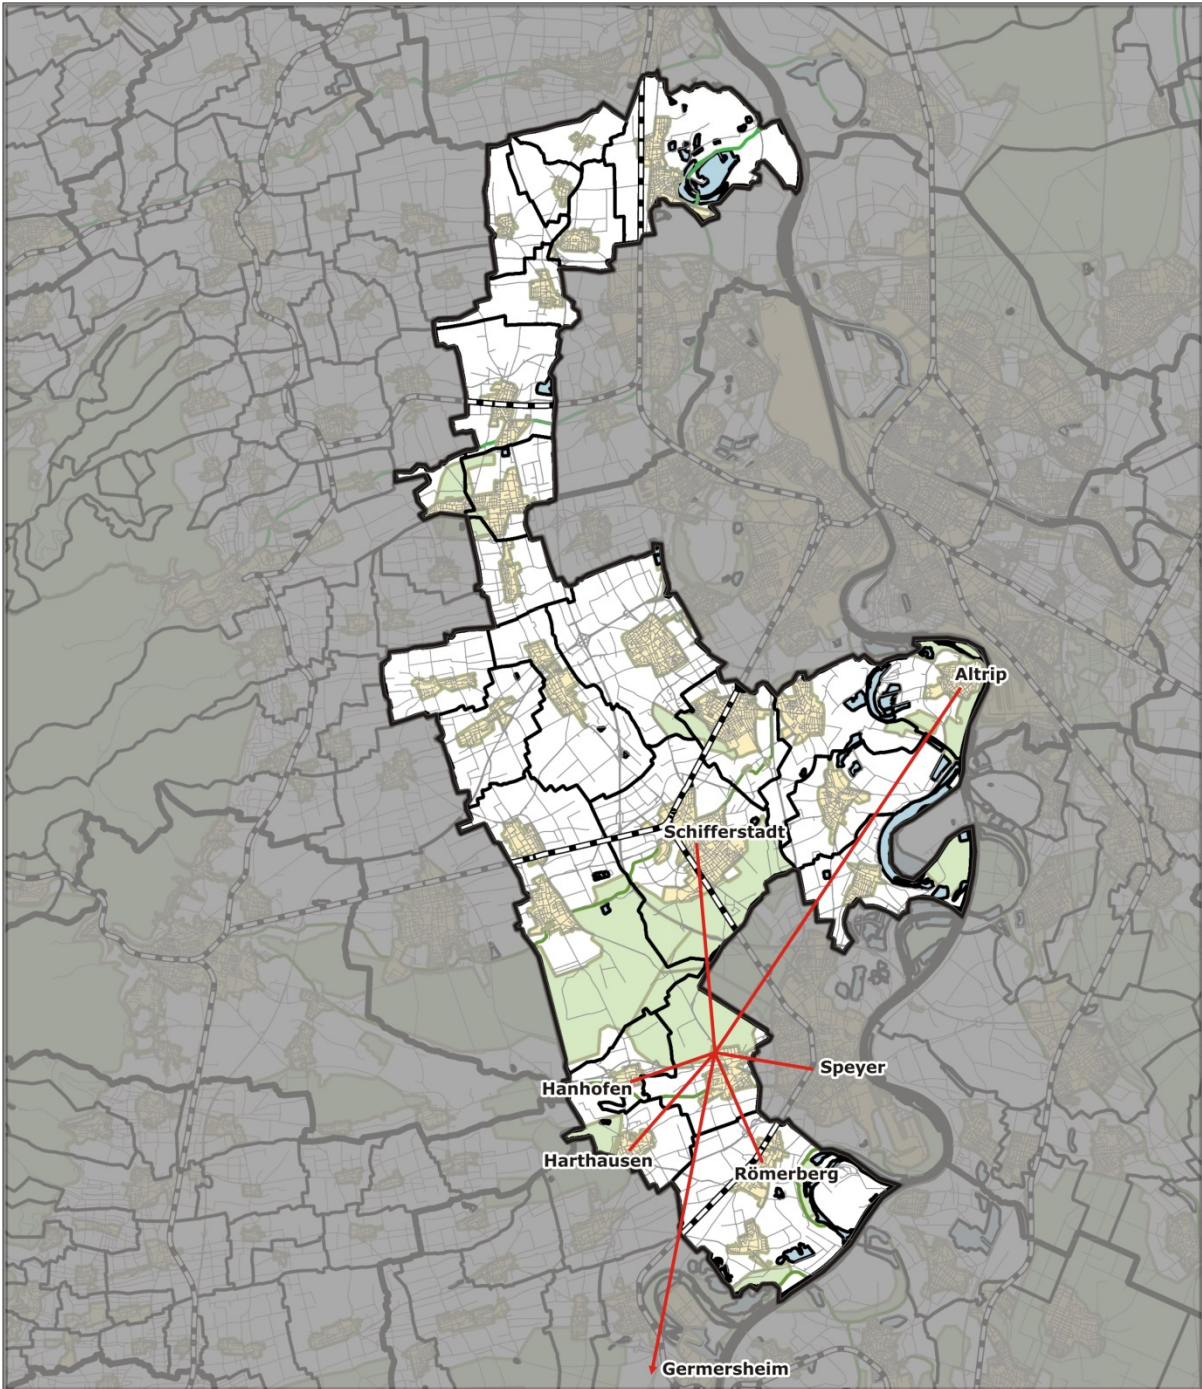 Altrip
Schifferstadt
Speyer
Hanhofen
Harthausen
Römerberg
Germersheim